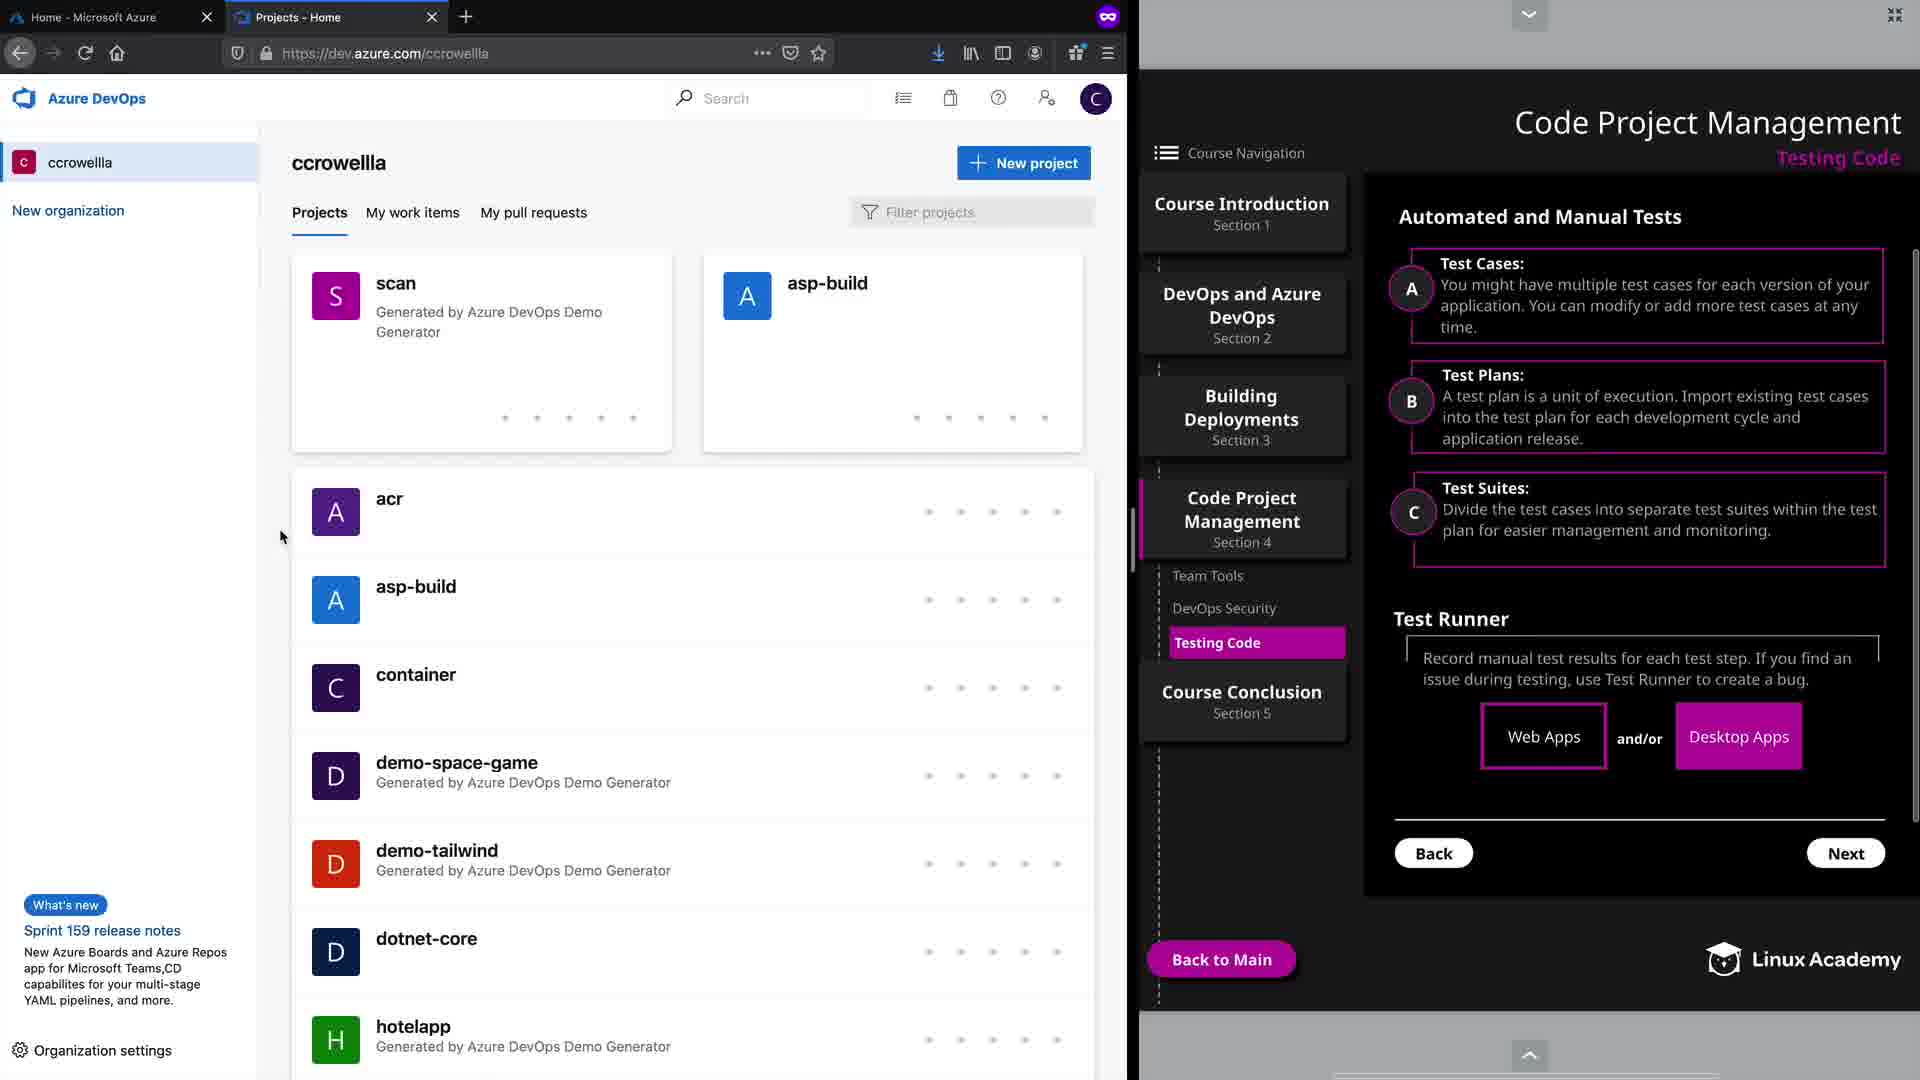 Home - Microsoft Azure
Projects - Home
https://dev.azure.com/ccrowellla
Azure DevOps
Search
C
C
ccrowellla
New organization
ccrowellla
New project
Projects
My work items
My pull requests
Filter projects
S
scan
Generated by Azure DevOps Demo
Generator
A
asp-build
A
acr
A
asp-build
C
container
D
demo-space-game
Generated by Azure DevOps Demo Generator
D
demo-tailwind
Generated by Azure DevOps Demo Generator
D
dotnet-core
H
hotelapp
Generated by Azure DevOps Demo Generator
What's new
Sprint 159 release notes
New Azure Boards and Azure Repos
app for Microsoft Teams,CD
capabilites for your multi-stage
YAML pipelines, and more.
Organization settings
Code Project Management
Testing Code
Course Navigation
Course Introduction
Section 1
DevOps and Azure
DevOps
Section 2
Building
Deployments
Section 3
Code Project
Management
Section 4
Team Tools
DevOps Security
Testing Code
Course Conclusion
Section 5
Back to Main
Automated and Manual Tests
A
Test Cases:
You might have multiple test cases for each version of your
application. You can modify or add more test cases at any
time.
B
Test Plans:
A test plan is a unit of execution. Import existing test cases
into the test plan for each development cycle and
application release.
C
Test Suites:
Divide the test cases into separate test suites within the test
plan for easier management and monitoring.
Test Runner
Record manual test results for each test step. If you find an
issue during testing, use Test Runner to create a bug.
Web Apps
and/or
Desktop Apps
Back
Next
Linux Academy